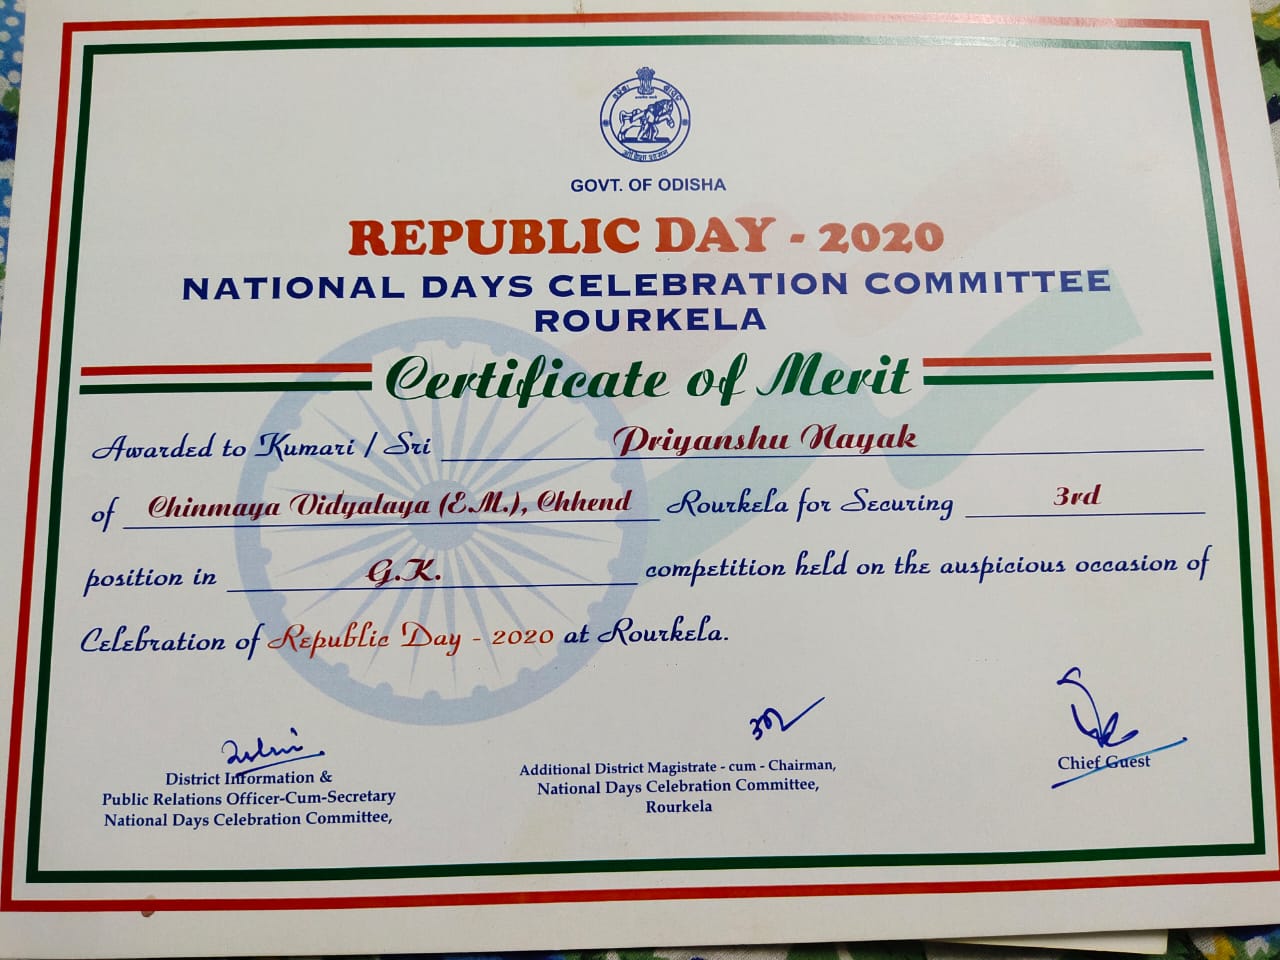 GOVT. OF ODISHA
REPUBLIC DAY - 2020
NATIONAL DAYS CELEBRATION COMMITTEE
ROURKELA
Certificate of Merit
Awarded to Kumari / Sri Priyanshu Nayak
of Chinmaya Vidyalaya (E.M.), Chhend Rourkela for Securing 3rd
position in G.K. competition held on the auspicious occasion of
Celebration of Republic Day - 2020 at Rourkela.
District Information &
Public Relations Officer-Cum-Secretary
National Days Celebration Committee,
Additional District Magistrate - cum - Chairman,
National Days Celebration Committee,
Rourkela
Chief Guest